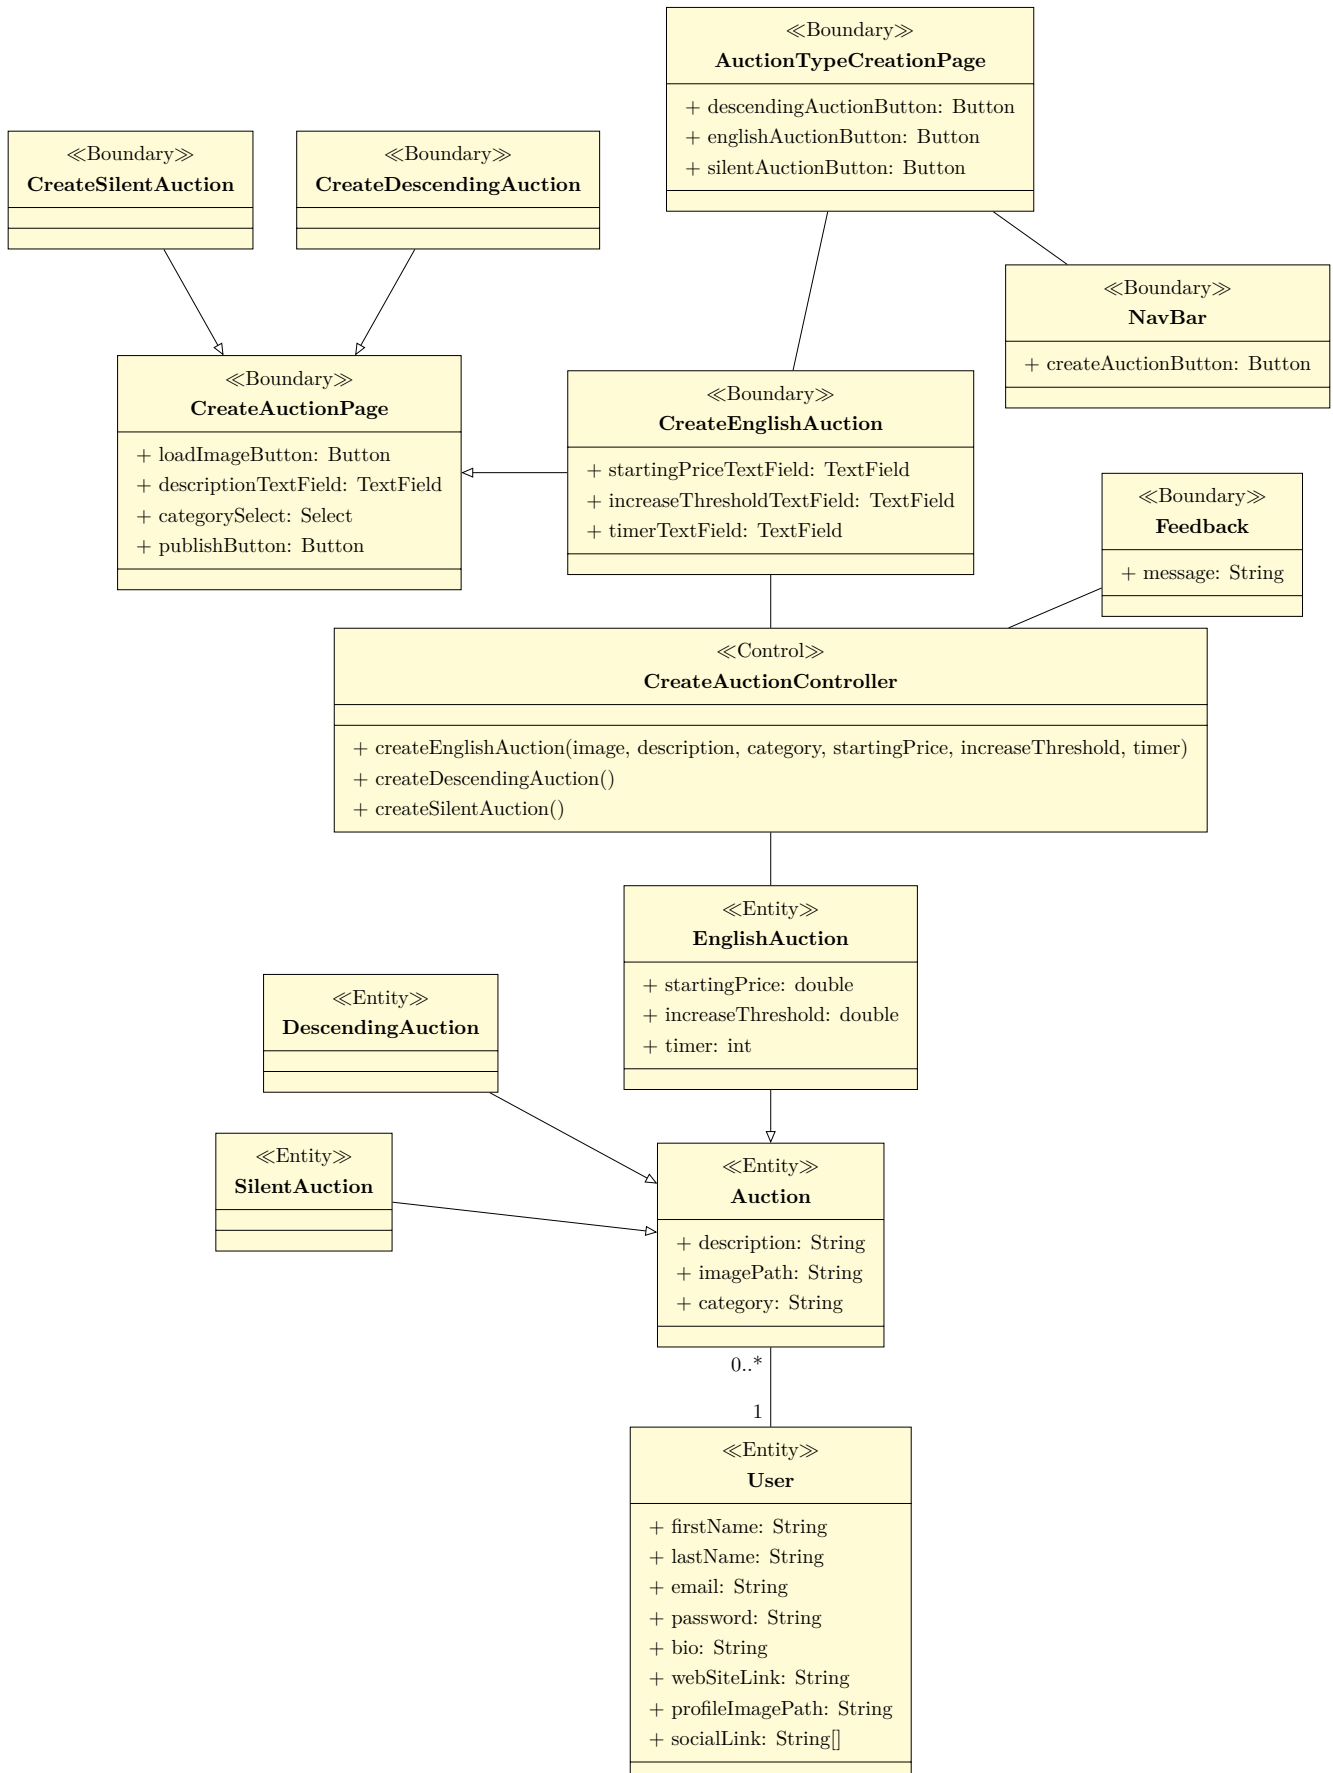 ≪Boundary≫
AuctionTypeCreationPage
+ descendingAuctionButton: Button
+ englishAuctionButton: Button
+ silentAuctionButton: Button
≪Boundary≫
CreateSilentAuction
≪Boundary≫
CreateDescendingAuction
≪Boundary≫
NavBar
+ createAuctionButton: Button
≪Boundary≫
CreateAuctionPage
+ loadImageButton: Button
+ descriptionTextField: TextField
+ categorySelect: Select
+ publishButton: Button
≪Boundary≫
CreateEnglishAuction
+ startingPriceTextField: TextField
+ increaseThresholdTextField: TextField
+ timerTextField: TextField
≪Boundary≫
Feedback
+ message: String
≪Control≫
CreateAuctionController
+ createEnglishAuction(image, description, category, startingPrice, increaseThreshold, timer)
+ createDescendingAuction()
+ createSilentAuction()
≪Entity≫
EnglishAuction
+ startingPrice: double
+ increaseThreshold: double
+ timer: int
≪Entity≫
DescendingAuction
≪Entity≫
SilentAuction
≪Entity≫
Auction
+ description: String
+ imagePath: String
+ category: String
0..*
1
≪Entity≫
User
+ firstName: String
+ lastName: String
+ email: String
+ password: String
+ bio: String
+ webSiteLink: String
+ profileImagePath: String
+ socialLink: String[]